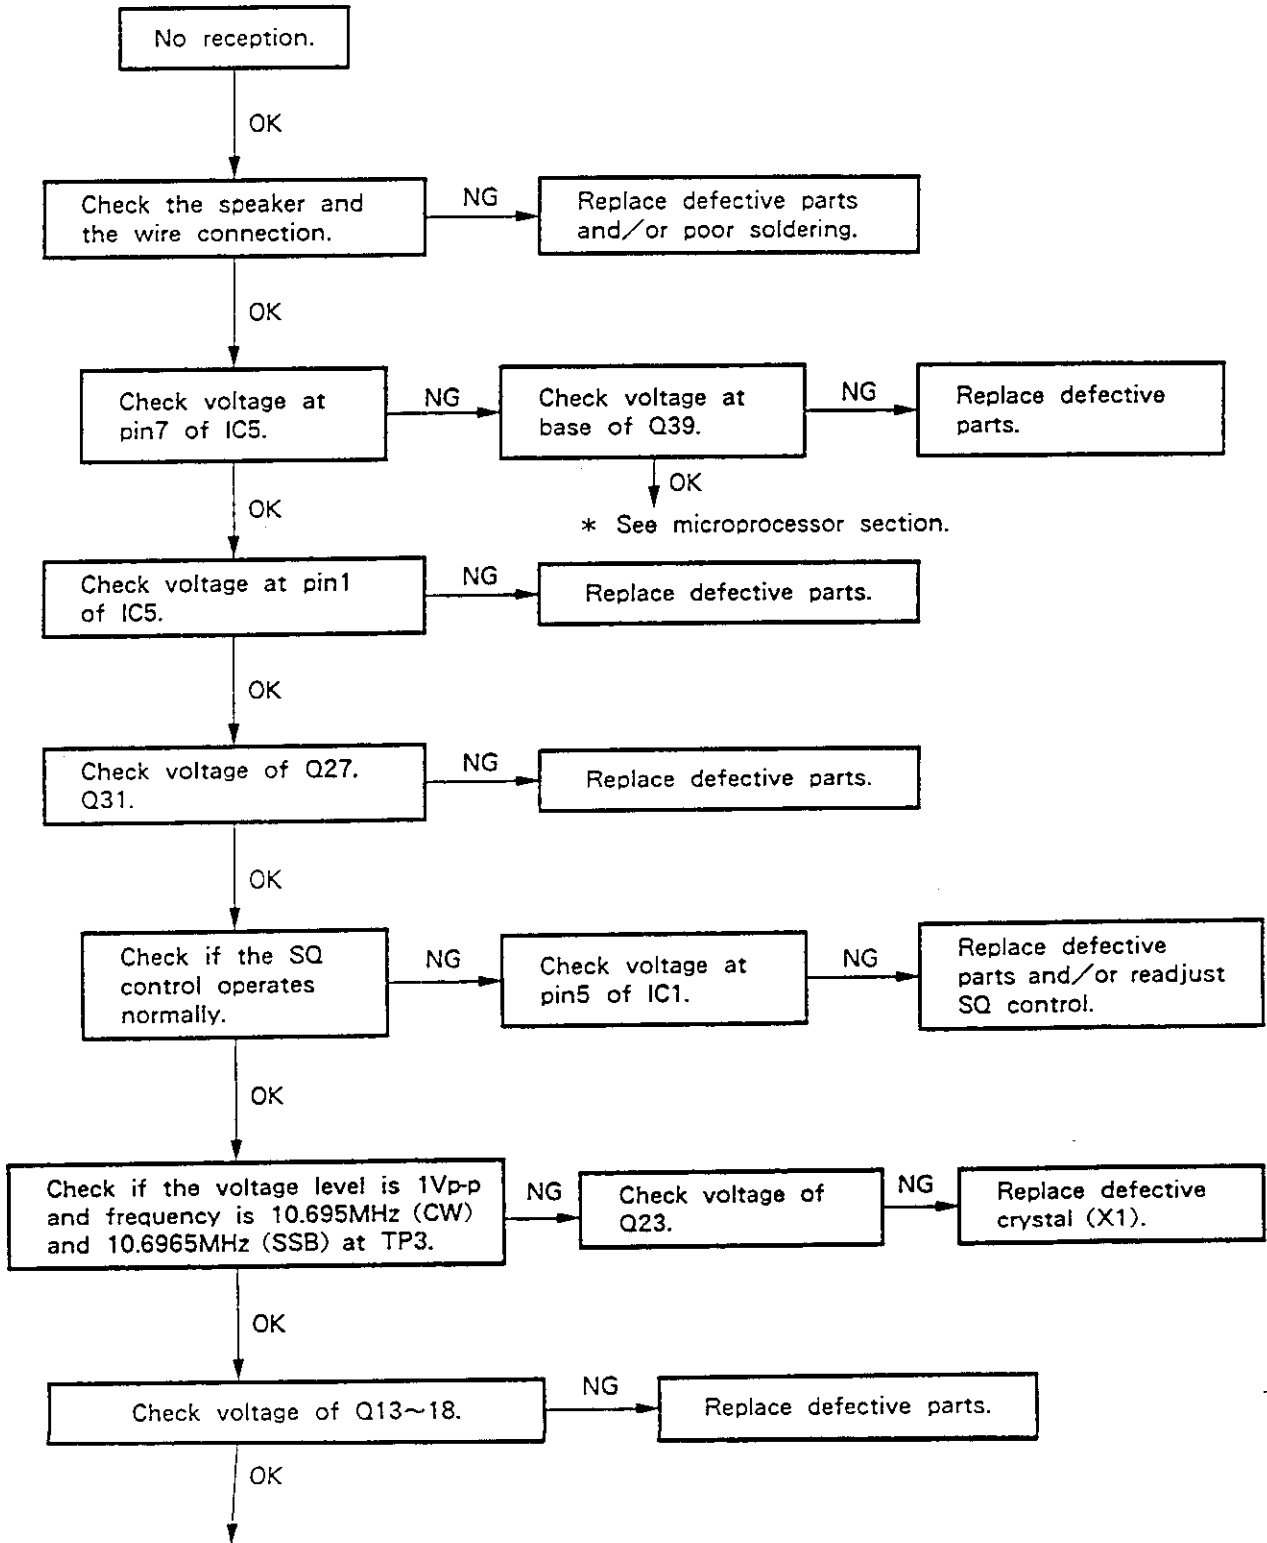 No reception.
OK
Check the speaker and
the wire connection.
NG
Replace defective parts
and/or poor soldering.
OK
Check voltage at
pin7 of IC5.
NG
Check voltage at
base of Q39.
NG
Replace defective
parts.
OK
* See microprocessor section.
OK
Check voltage at pin1
of IC5.
NG
Replace defective parts.
OK
Check voltage of Q27.
Q31.
NG
Replace defective parts.
OK
Check if the SQ
control operates
normally.
NG
Check voltage at
pin5 of IC1.
NG
Replace defective
parts and/or readjust
SQ control.
OK
Check if the voltage level is 1Vp-p
and frequency is 10.695MHz (CW)
and 10.6965MHz (SSB) at TP3.
NG
Check voltage of
Q23.
NG
Replace defective
crystal (X1).
OK
Check voltage of Q13~18.
NG
Replace defective parts.
OK